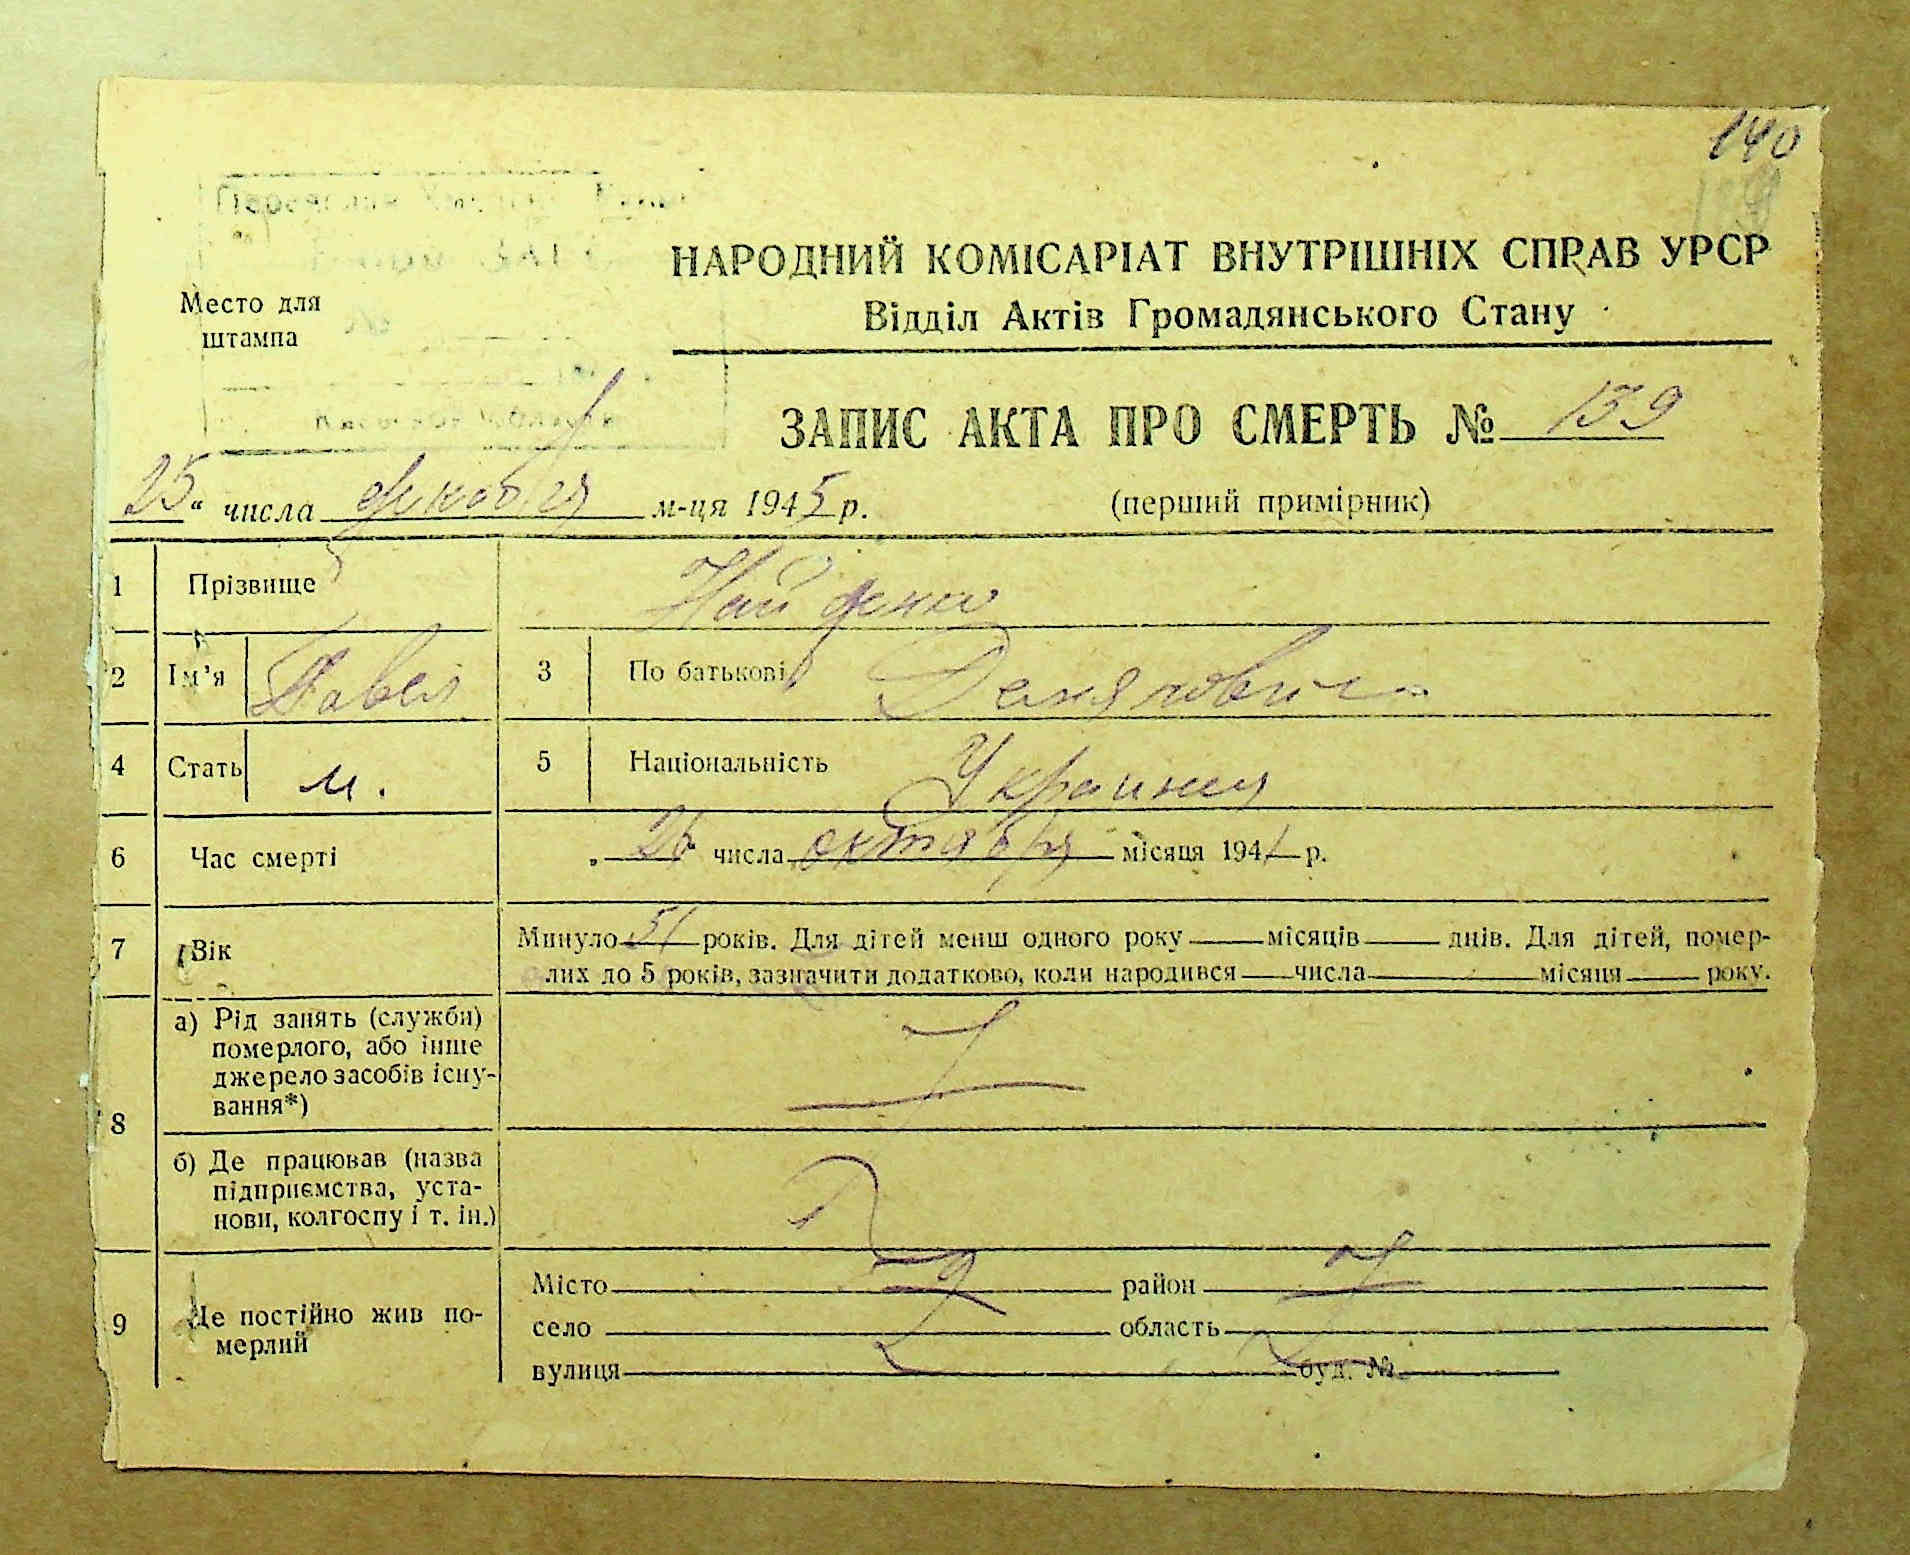 140
НАРОДНИЙ КОМІСАРІАТ ВНУТРІШНІХ СПРАВ УРСР
Відділ Актів Громадянського Стану
Место для
штампа
ЗАПИС АКТА ПРО СМЕРТЬ № 139
25 " числа декабря м-ця 1945 р.
(перший примірник)
1 Прізвище Найденко
2 Ім'я Павел 3 По батькові
4 Стать м. 5 Національність Украинец
6 Час смерті „ 26 числа октября місяця 1941 р.
7 Вік Минуло 51 років. Для дітей менш одного року місяців днів. Для дітей, помер-
лих до 5 років, зазначити додатково, коли народився числа місяця року.
8 а) Рід занять (служби)
померлого, або інше
джерело засобів існу-
вання*)
б) Де працював (назва
підприємства, уста-
нови, колгоспу і т. ін.)
9 Де постійно жив по-
мерлий
Місто район
село область
вулиця буд. №